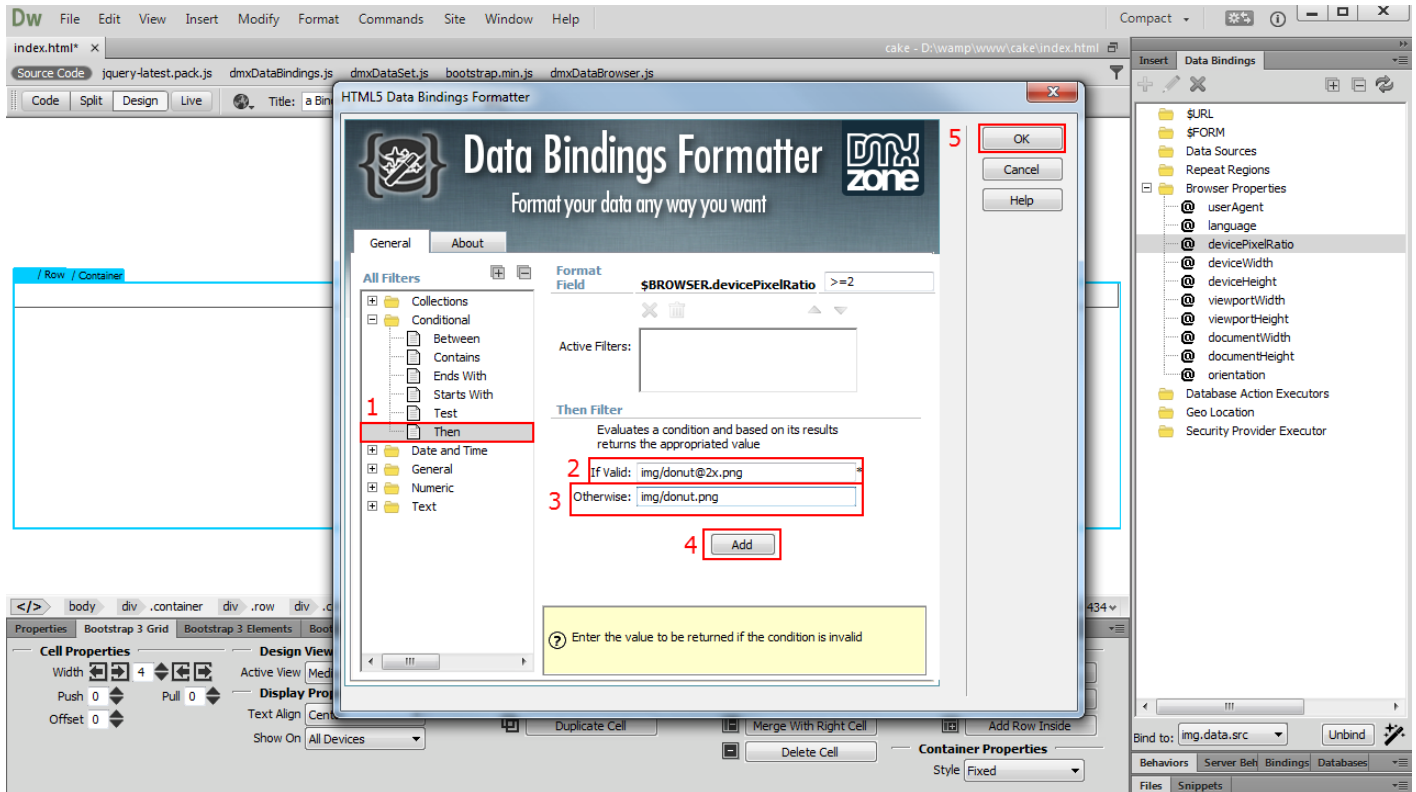 Dw File Edit View Insert Modify Format Commands Site Window Help Compact
index.html* × cake - D:\wamp\www\cake\index.html
Source Code jquery-latest.pack.js dmxDataBindings.js dmxDataSet.js bootstrap.min.js dmxDataBrowser.js
Code Split Design Live Title: a Bin
/ Row / Container
HTML5 Data Bindings Formatter
Data Bindings Formatter
DMX zone
Format your data any way you want
General About
All Filters
Collections
Conditional
Between
Contains
Ends With
Starts With
1 Test
Then
Date and Time
General
Numeric
Text
Format Field $BROWSER.devicePixelRatio >=2
Active Filters:
Then Filter
Evaluates a condition and based on its results
returns the appropriated value
2 If Valid: img/donut@2x.png *
3 Otherwise: img/donut.png
4 Add
Enter the value to be returned if the condition is invalid
5 OK
Cancel
Help
Insert Data Bindings
$URL
$FORM
Data Sources
Repeat Regions
Browser Properties
userAgent
language
devicePixelRatio
deviceWidth
deviceHeight
viewportWidth
viewportHeight
documentWidth
documentHeight
orientation
Database Action Executors
Geo Location
Security Provider Executor
Bind to: img.data.src Unbind
Behaviors Server Beh Bindings Databases
Files Snippets
</> body div .container div .row div .c 434
Properties Bootstrap 3 Grid Bootstrap 3 Elements Boot
Cell Properties Design View
Width 4 Active View Medi
Push 0 Pull 0 Display Prop
Offset 0 Text Align Cent
Show On All Devices
Duplicate Cell Merge With Right Cell Add Row Inside
Delete Cell Container Properties
Style Fixed